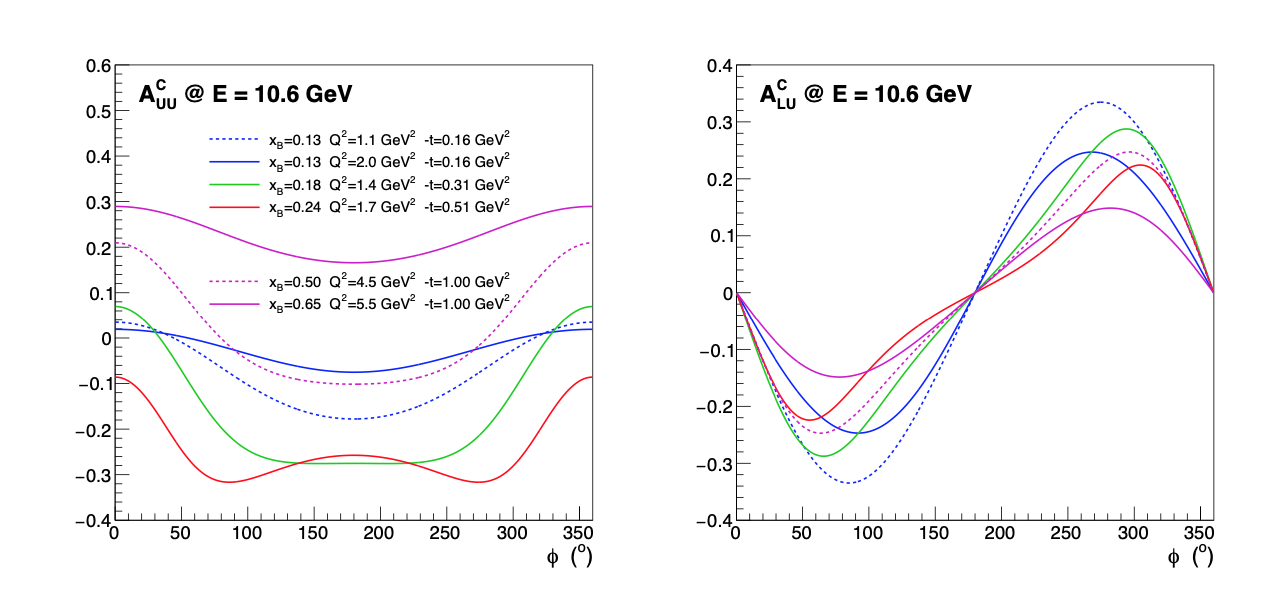 A^C_UU @ E = 10.6 GeV
x_B=0.13 Q²=1.1 GeV² -t=0.16 GeV²
x_B=0.13 Q²=2.0 GeV² -t=0.16 GeV²
x_B=0.18 Q²=1.4 GeV² -t=0.31 GeV²
x_B=0.24 Q²=1.7 GeV² -t=0.51 GeV²
x_B=0.50 Q²=4.5 GeV² -t=1.00 GeV²
x_B=0.65 Q²=5.5 GeV² -t=1.00 GeV²
0.6
0.5
0.4
0.3
0.2
0.1
0
−0.1
−0.2
−0.3
−0.4
0 50 100 150 200 250 300 350
ϕ (°)
A^C_LU @ E = 10.6 GeV
0.4
0.3
0.2
0.1
0
−0.1
−0.2
−0.3
−0.4
0 50 100 150 200 250 300 350
ϕ (°)